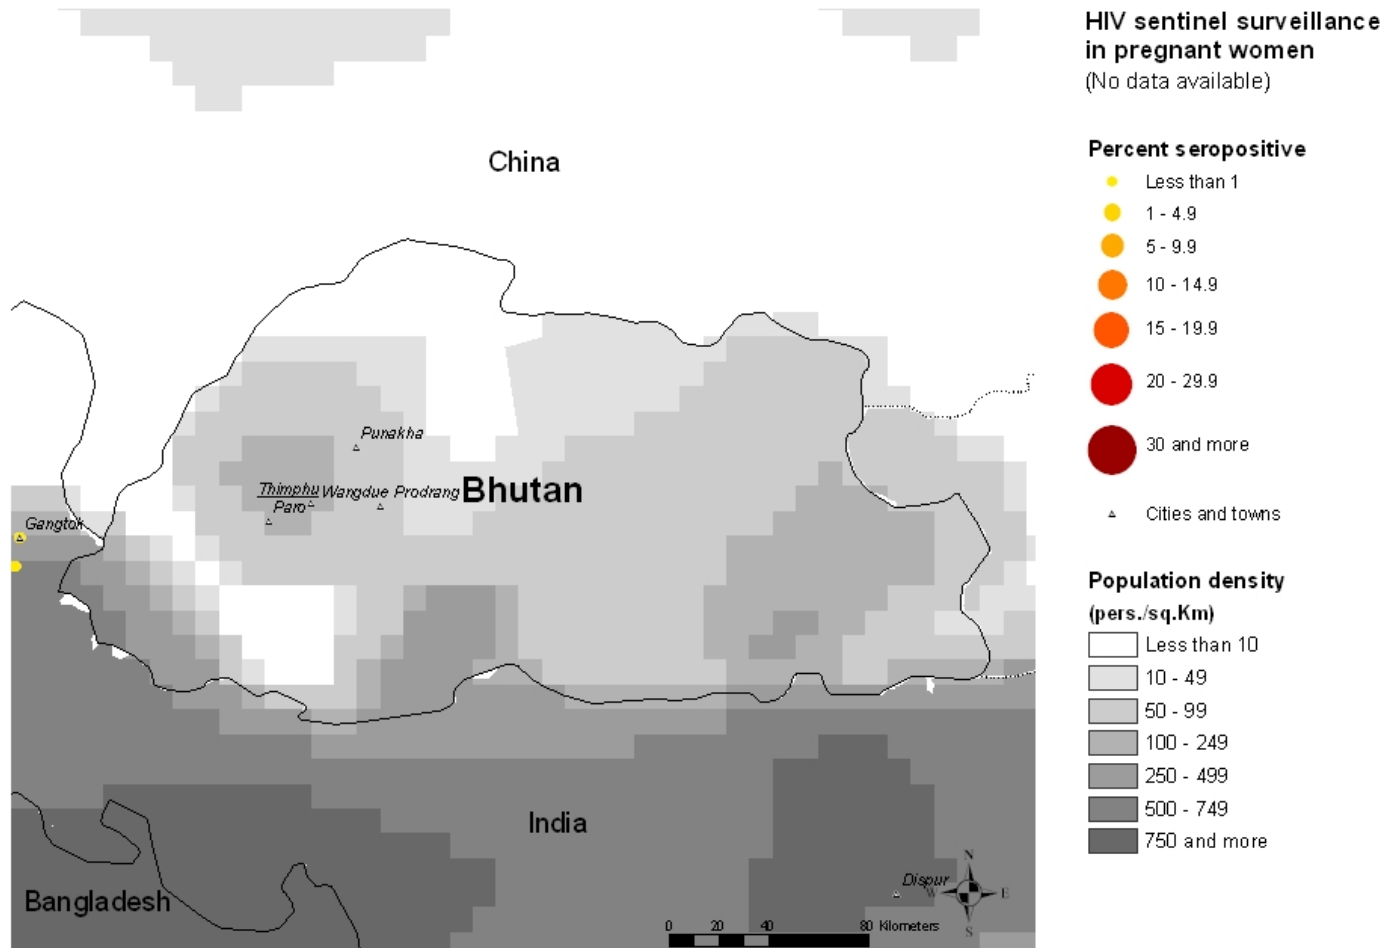 HIV sentinel surveillance
in pregnant women
(No data available)
China
Percent seropositive
Less than 1
1 - 4.9
5 - 9.9
10 - 14.9
15 - 19.9
20 - 29.9
30 and more
Cities and towns
Punakha
Thimphu
Wangdue Prodrang
Bhutan
Paro
Gangtok
Population density
(pers./sq.Km)
Less than 10
10 - 49
50 - 99
100 - 249
250 - 499
500 - 749
750 and more
India
Bangladesh
Dispur
N
W
E
S
0 20 40 80 Kilometers